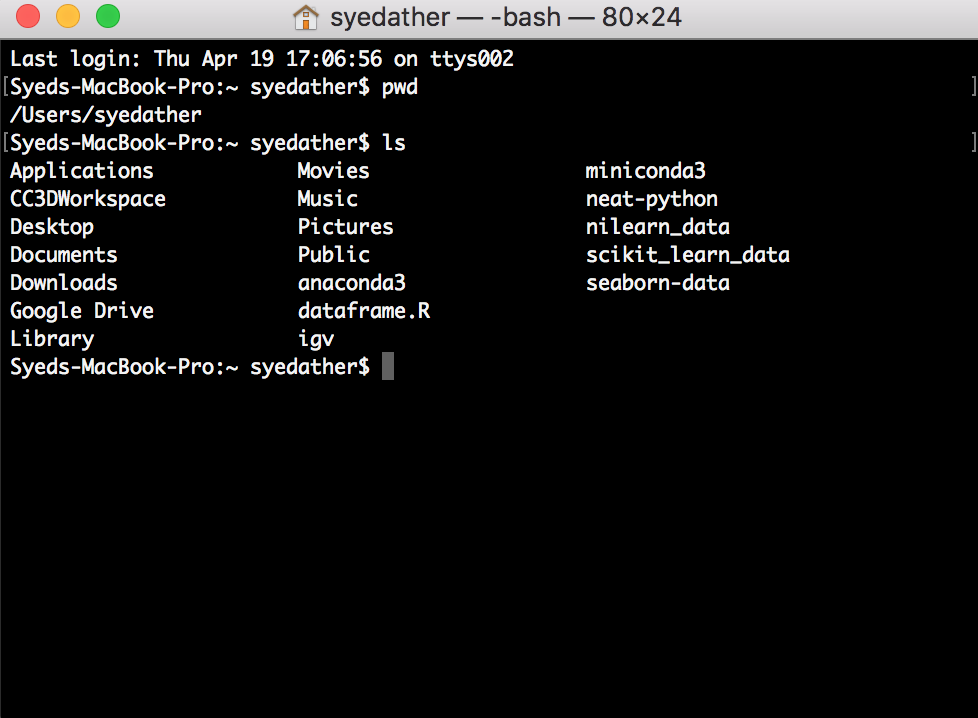 syedather — -bash — 80×24
Last login: Thu Apr 19 17:06:56 on ttys002
[Syeds-MacBook-Pro:~ syedather$ pwd ]
/Users/syedather
[Syeds-MacBook-Pro:~ syedather$ ls ]
Applications Movies miniconda3
CC3DWorkspace Music neat-python
Desktop Pictures nilearn_data
Documents Public scikit_learn_data
Downloads anaconda3 seaborn-data
Google Drive dataframe.R
Library igv
Syeds-MacBook-Pro:~ syedather$